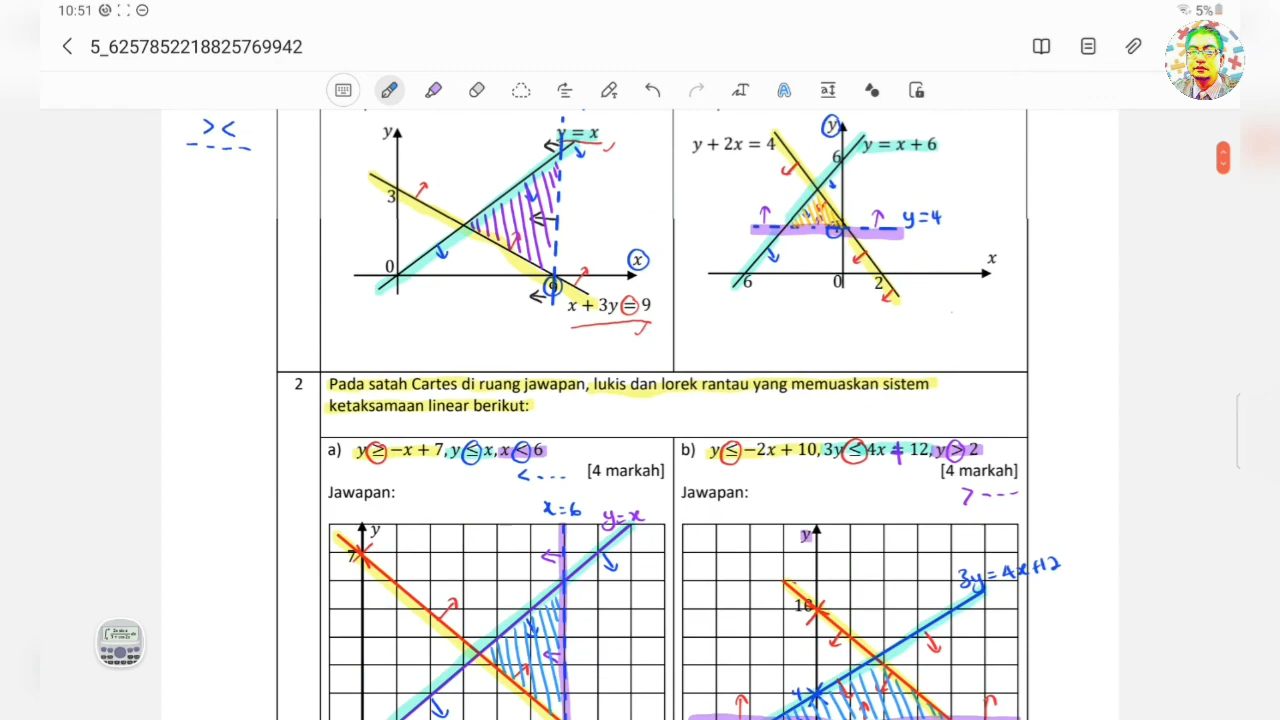 10:51
5%
5_6257852218825769942
> <
y
y = x
3
0
9
x
x + 3y = 9
y + 2x = 4
y
6
y = x + 6
y = 4
x
6
0
2
2
Pada satah Cartes di ruang jawapan, lukis dan lorek rantau yang memuaskan sistem
ketaksamaan linear berikut:
a) y ≥ −x + 7, y ≤ x, x < 6
< ---
[4 markah]
Jawapan:
x = 6
y = x
y
7
b) y ≤ −2x + 10, 3y ≤ 4x + 12, y > 2
[4 markah]
> ---
Jawapan:
y
3y = 4x + 12
10
4